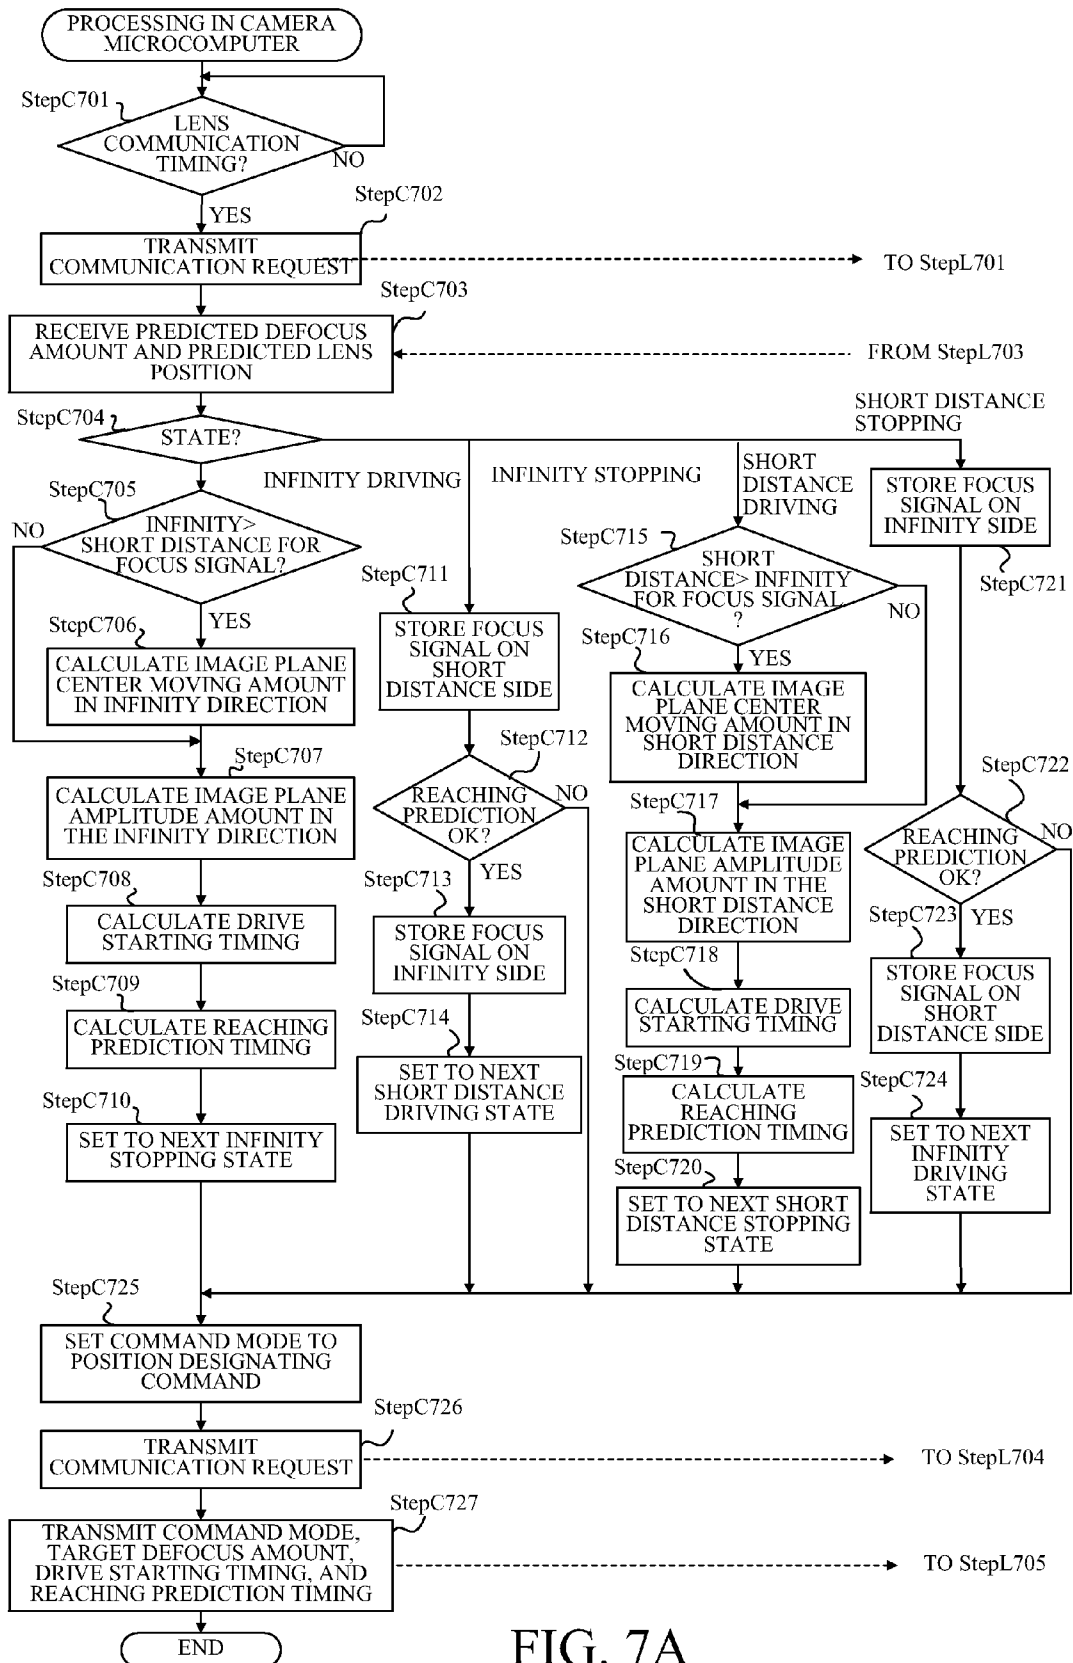 PROCESSING IN CAMERA
MICROCOMPUTER
StepC701
LENS
COMMUNICATION
TIMING?
NO
YES
StepC702
TRANSMIT
COMMUNICATION REQUEST
TO StepL701
StepC703
RECEIVE PREDICTED DEFOCUS
AMOUNT AND PREDICTED LENS
POSITION
FROM StepL703
StepC704
STATE?
INFINITY DRIVING
INFINITY STOPPING
SHORT
DISTANCE
DRIVING
SHORT DISTANCE
STOPPING
StepC705
NO
INFINITY>
SHORT DISTANCE FOR
FOCUS SIGNAL?
YES
StepC706
CALCULATE IMAGE PLANE
CENTER MOVING AMOUNT
IN INFINITY DIRECTION
StepC707
CALCULATE IMAGE PLANE
AMPLITUDE AMOUNT IN
THE INFINITY DIRECTION
StepC708
CALCULATE DRIVE
STARTING TIMING
StepC709
CALCULATE REACHING
PREDICTION TIMING
StepC710
SET TO NEXT INFINITY
STOPPING STATE
StepC711
STORE FOCUS
SIGNAL ON
SHORT
DISTANCE SIDE
StepC712
REACHING
PREDICTION
OK?
NO
YES
StepC713
STORE FOCUS
SIGNAL ON
INFINITY SIDE
StepC714
SET TO NEXT
SHORT DISTANCE
DRIVING STATE
StepC715
SHORT
DISTANCE> INFINITY
FOR FOCUS SIGNAL
?
NO
YES
StepC716
CALCULATE IMAGE
PLANE CENTER
MOVING AMOUNT IN
SHORT DISTANCE
DIRECTION
StepC717
CALCULATE IMAGE
PLANE AMPLITUDE
AMOUNT IN THE
SHORT DISTANCE
DIRECTION
StepC718
CALCULATE DRIVE
STARTING TIMING
StepC719
CALCULATE
REACHING
PREDICTION TIMING
StepC720
SET TO NEXT SHORT
DISTANCE STOPPING
STATE
STORE FOCUS
SIGNAL ON
INFINITY SIDE
StepC721
StepC722
REACHING
PREDICTION
OK?
NO
YES
StepC723
STORE FOCUS
SIGNAL ON
SHORT
DISTANCE SIDE
StepC724
SET TO NEXT
INFINITY
DRIVING
STATE
StepC725
SET COMMAND MODE TO
POSITION DESIGNATING
COMMAND
StepC726
TRANSMIT
COMMUNICATION REQUEST
TO StepL704
StepC727
TRANSMIT COMMAND MODE,
TARGET DEFOCUS AMOUNT,
DRIVE STARTING TIMING, AND
REACHING PREDICTION TIMING
TO StepL705
END
FIG. 7A